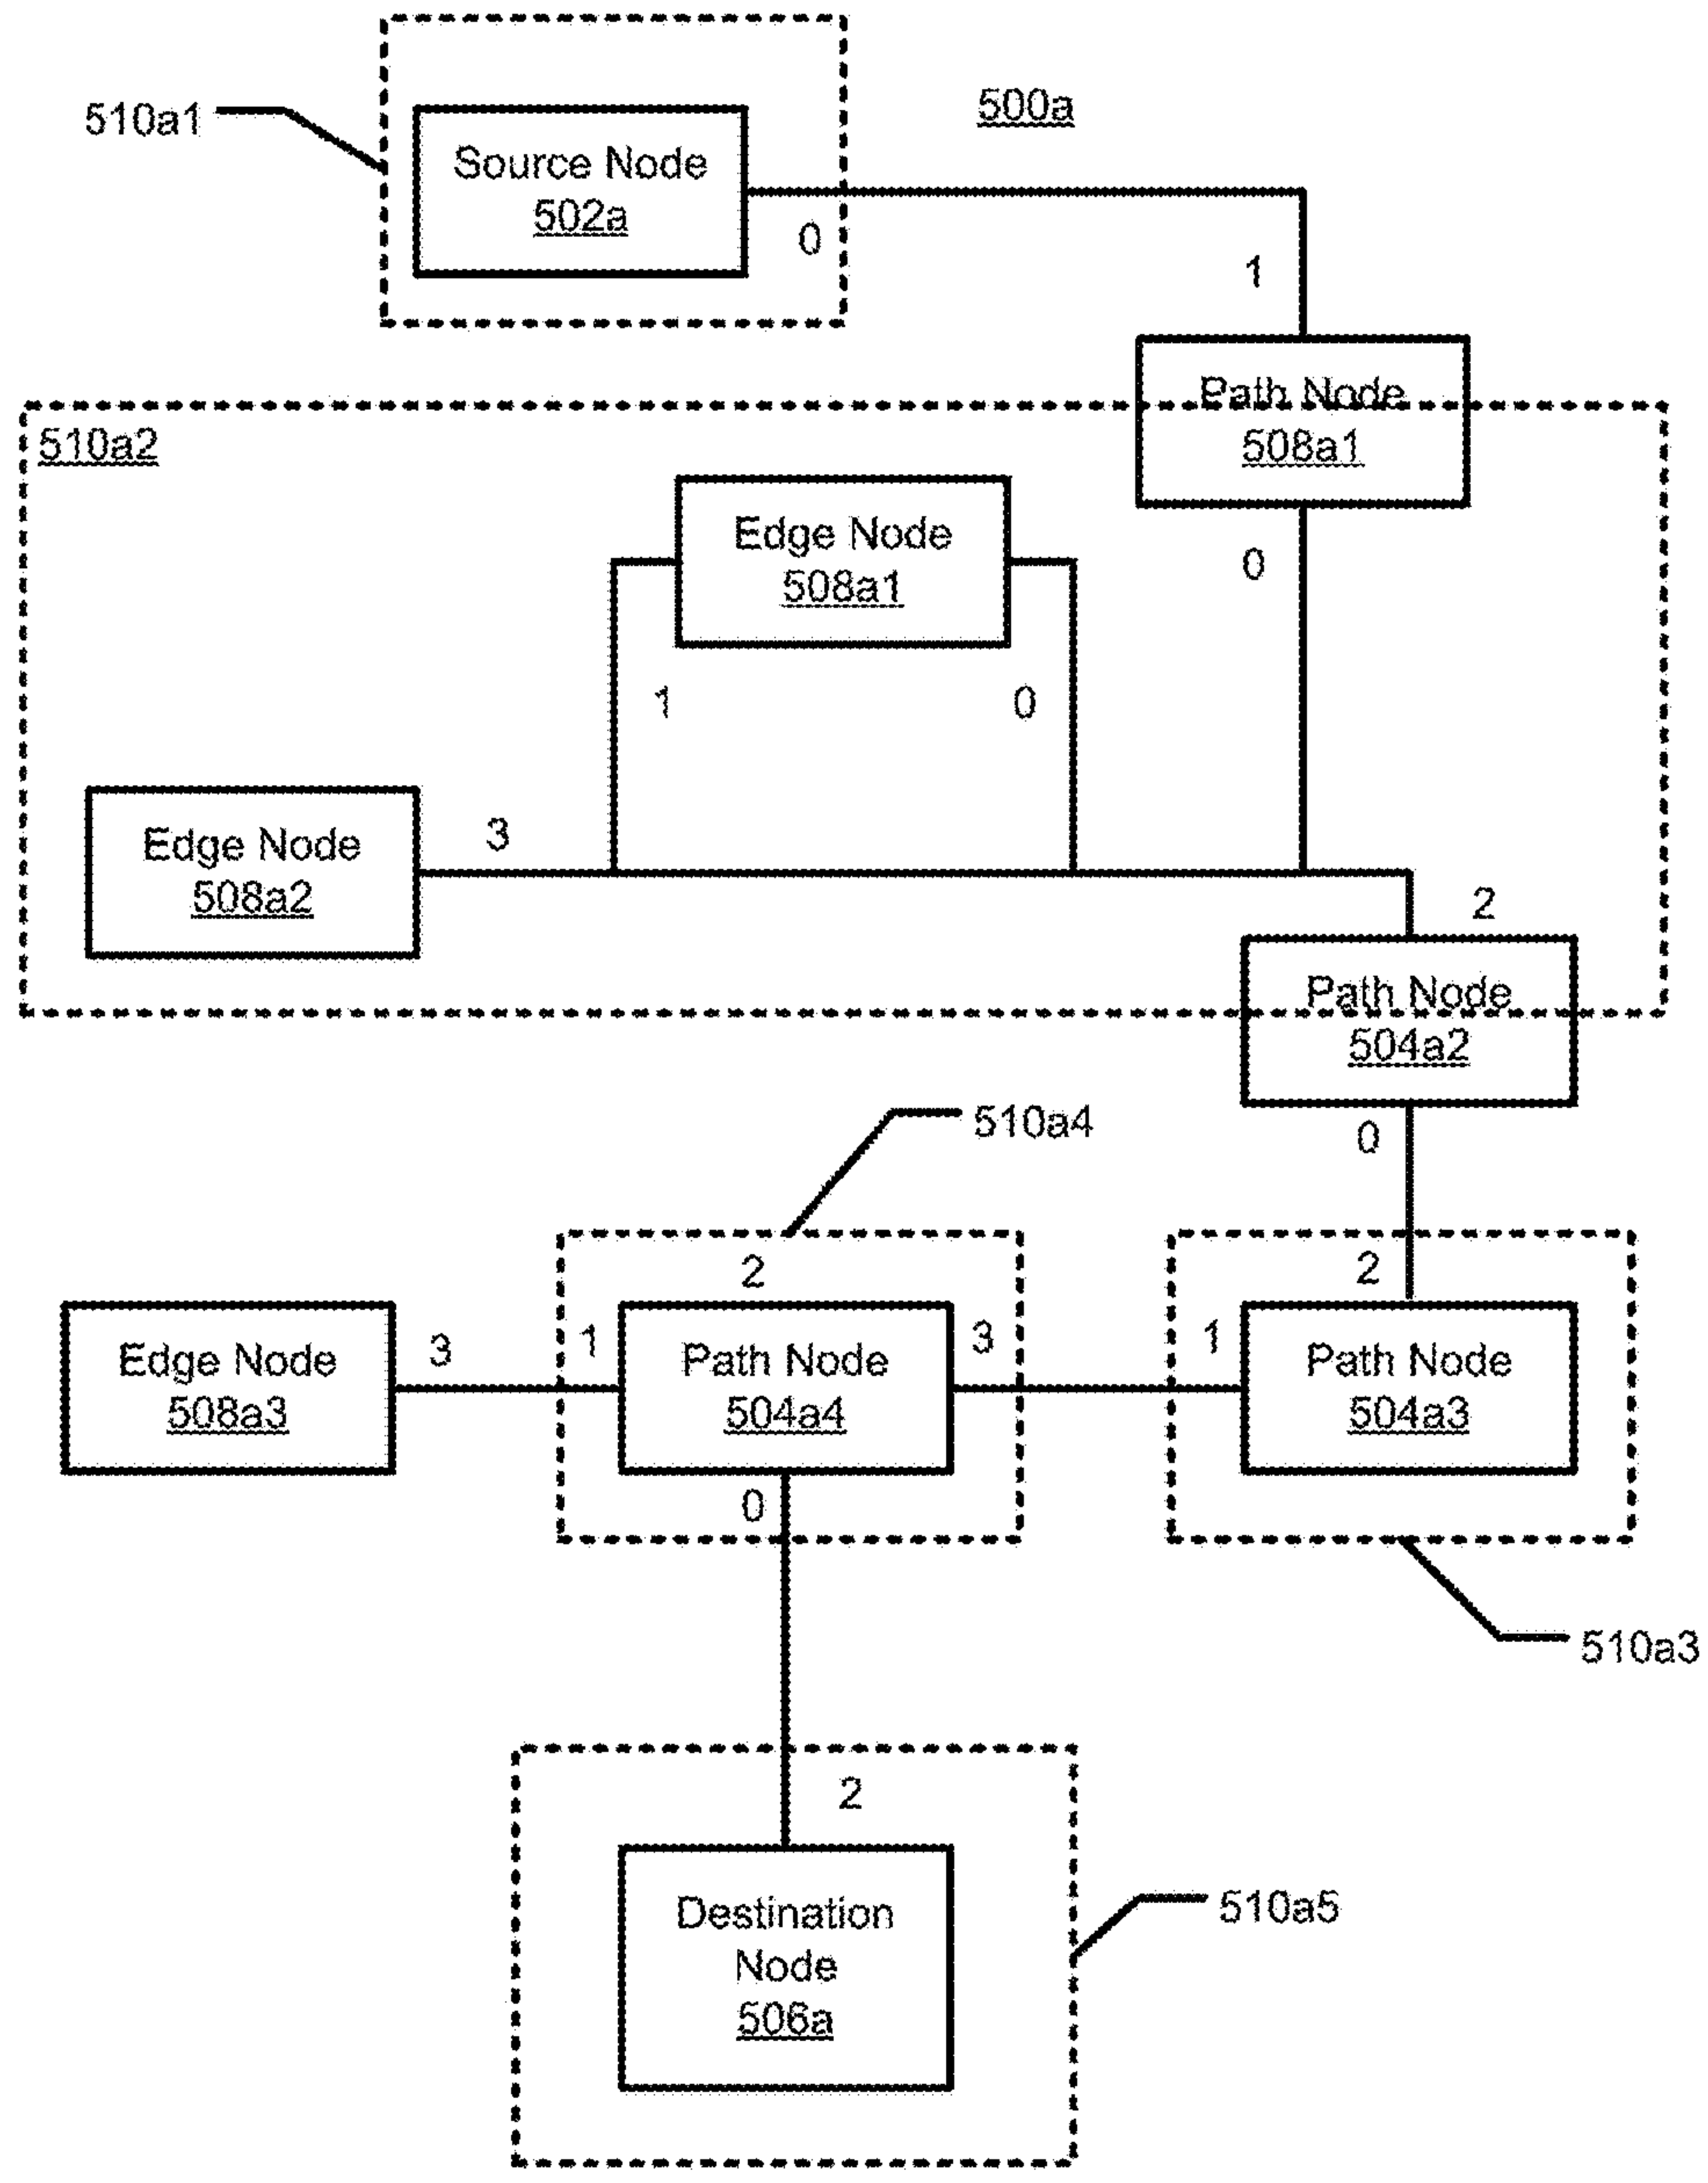 510a1
500a
Source Node
502a
0
1
Path Node
508a1
510a2
0
Edge Node
508a1
1
0
3
Edge Node
508a2
2
Path Node
504a2
0
510a4
2
2
Edge Node
508a3
3
1
Path Node
504a4
3
1
Path Node
504a3
0
510a3
2
Destination
Node
506a
510a5